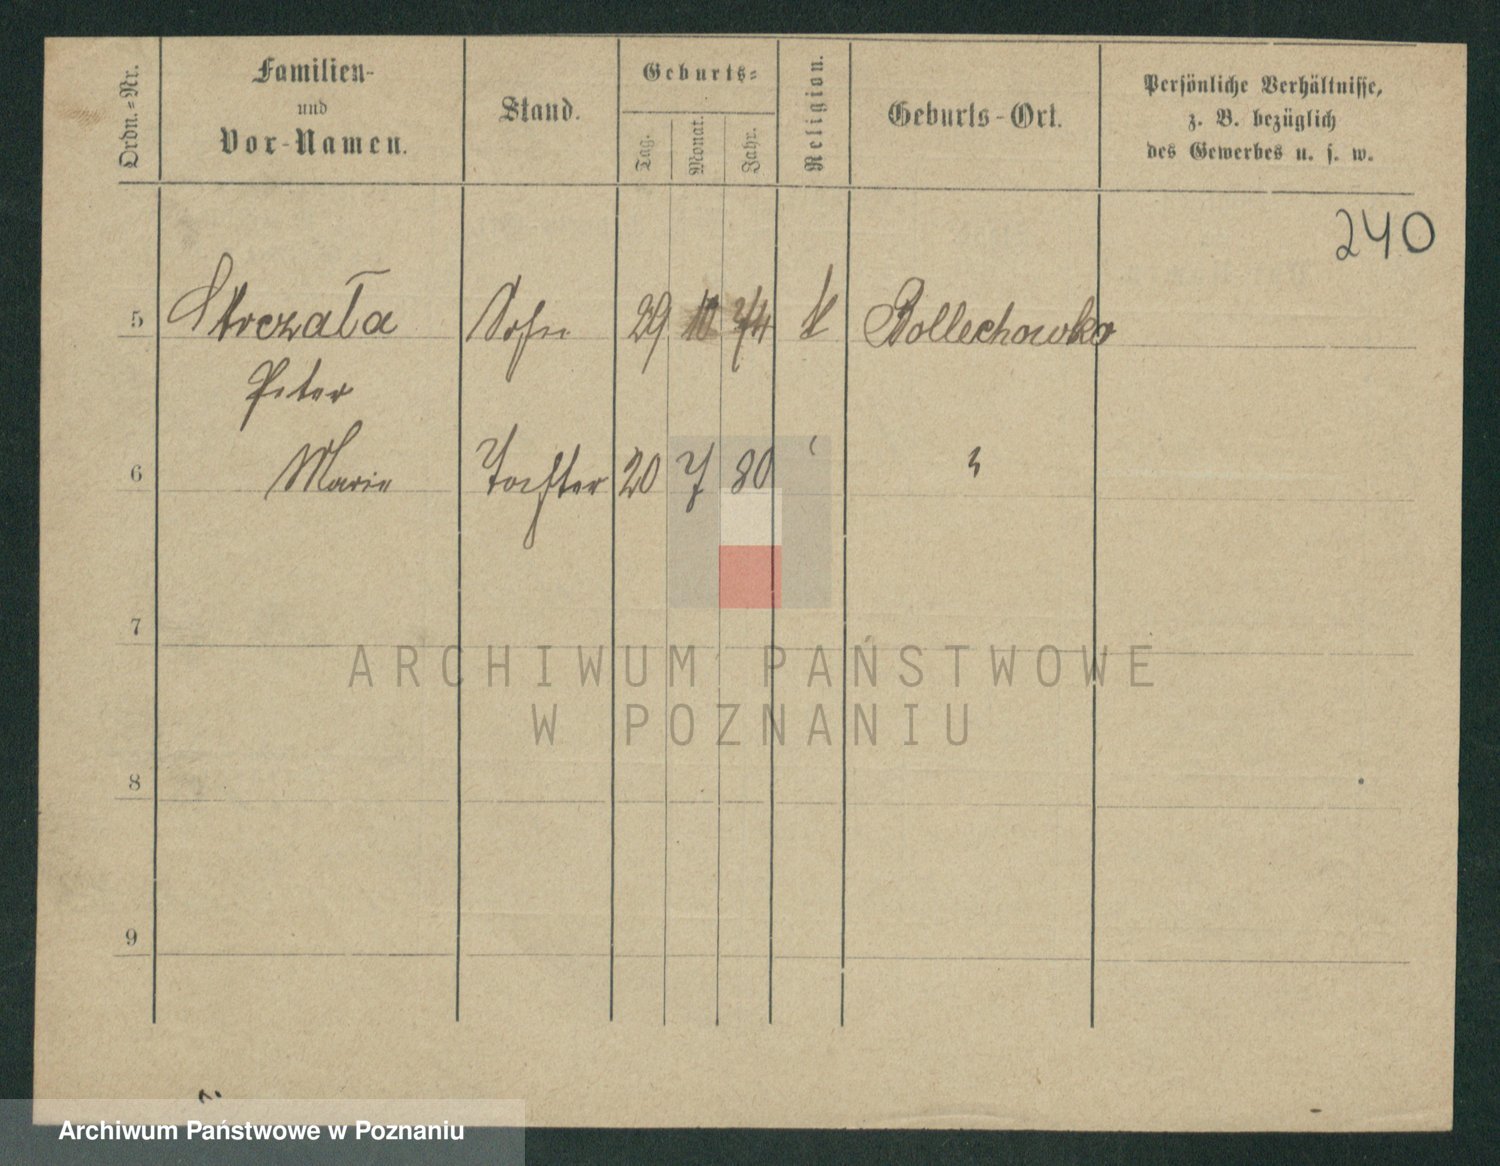 Ordn.-Nr.
Familien-
und
Vor-Namen.
Stand.
Geburts-
Tag.
Monat.
Jahr.
Religion.
Geburts-Ort.
Persönliche Verhältnisse,
z. B. bezüglich
des Gewerbes u. s. w.
240
5 Strczała Sohn 29 74 k Bollechowko
Peter
6 Marie Tochter 20 7 80 "
7
8
9
ARCHIWUM PAŃSTWOWE
W POZNANIU
Archiwum Państwowe w Poznaniu